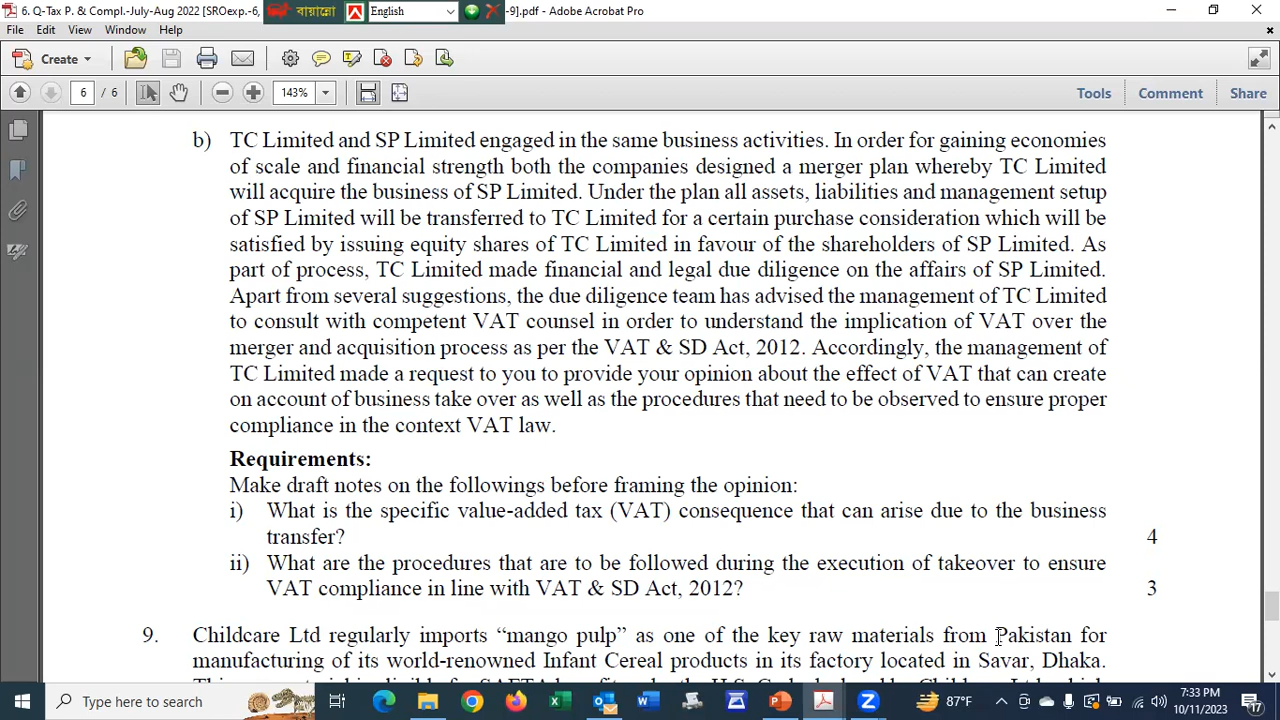 6. Q-Tax P. & Compl.-July-Aug 2022 [SROexp.-6, বায়ান্নো English -9].pdf - Adobe Acrobat Pro
File Edit View Window Help
Create
6 / 6 143% Tools Comment Share
b) TC Limited and SP Limited engaged in the same business activities. In order for gaining economies
of scale and financial strength both the companies designed a merger plan whereby TC Limited
will acquire the business of SP Limited. Under the plan all assets, liabilities and management setup
of SP Limited will be transferred to TC Limited for a certain purchase consideration which will be
satisfied by issuing equity shares of TC Limited in favour of the shareholders of SP Limited. As
part of process, TC Limited made financial and legal due diligence on the affairs of SP Limited.
Apart from several suggestions, the due diligence team has advised the management of TC Limited
to consult with competent VAT counsel in order to understand the implication of VAT over the
merger and acquisition process as per the VAT & SD Act, 2012. Accordingly, the management of
TC Limited made a request to you to provide your opinion about the effect of VAT that can create
on account of business take over as well as the procedures that need to be observed to ensure proper
compliance in the context VAT law.
Requirements:
Make draft notes on the followings before framing the opinion:
i) What is the specific value-added tax (VAT) consequence that can arise due to the business
transfer? 4
ii) What are the procedures that are to be followed during the execution of takeover to ensure
VAT compliance in line with VAT & SD Act, 2012? 3
9. Childcare Ltd regularly imports “mango pulp” as one of the key raw materials from Pakistan for
manufacturing of its world-renowned Infant Cereal products in its factory located in Savar, Dhaka.
Type here to search 87°F 7:33 PM
10/11/2023 17